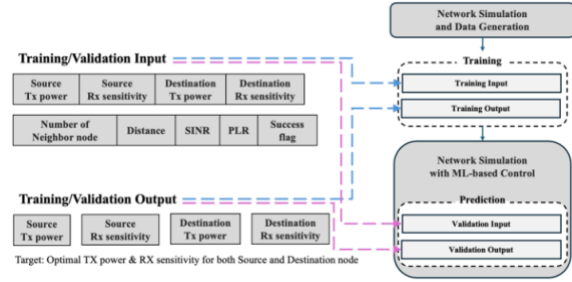 Network Simulation
and Data Generation
Training/Validation Input
Training
Source
Tx power
Source
Rx sensitivity
Destination
Tx power
Destination
Rx sensitivity
Training Input
Training Output
Number of
Neighbor node
Distance
SINR
PLR
Success
flag
Network Simulation
with ML-based Control
Training/Validation Output
Prediction
Source
Tx power
Source
Rx sensitivity
Destination
Tx power
Destination
Rx sensitivity
Validation Input
Validation Output
Target: Optimal TX power & RX sensitivity for both Source and Destination node